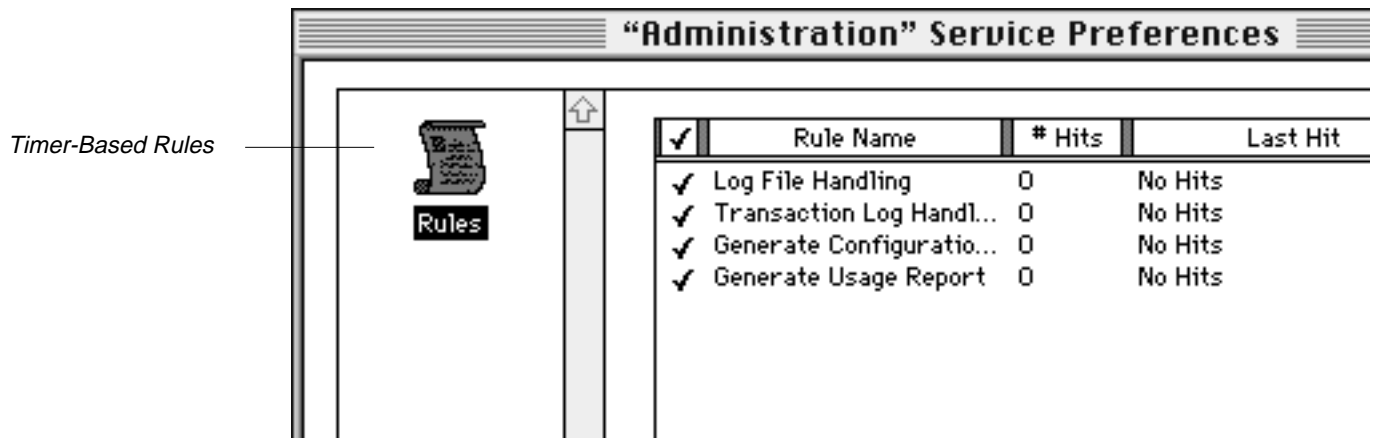 “Administration” Service Preferences
Timer-Based Rules
Rules
✓ Rule Name # Hits Last Hit
✓ Log File Handling 0 No Hits
✓ Transaction Log Handl... 0 No Hits
✓ Generate Configuratio... 0 No Hits
✓ Generate Usage Report 0 No Hits